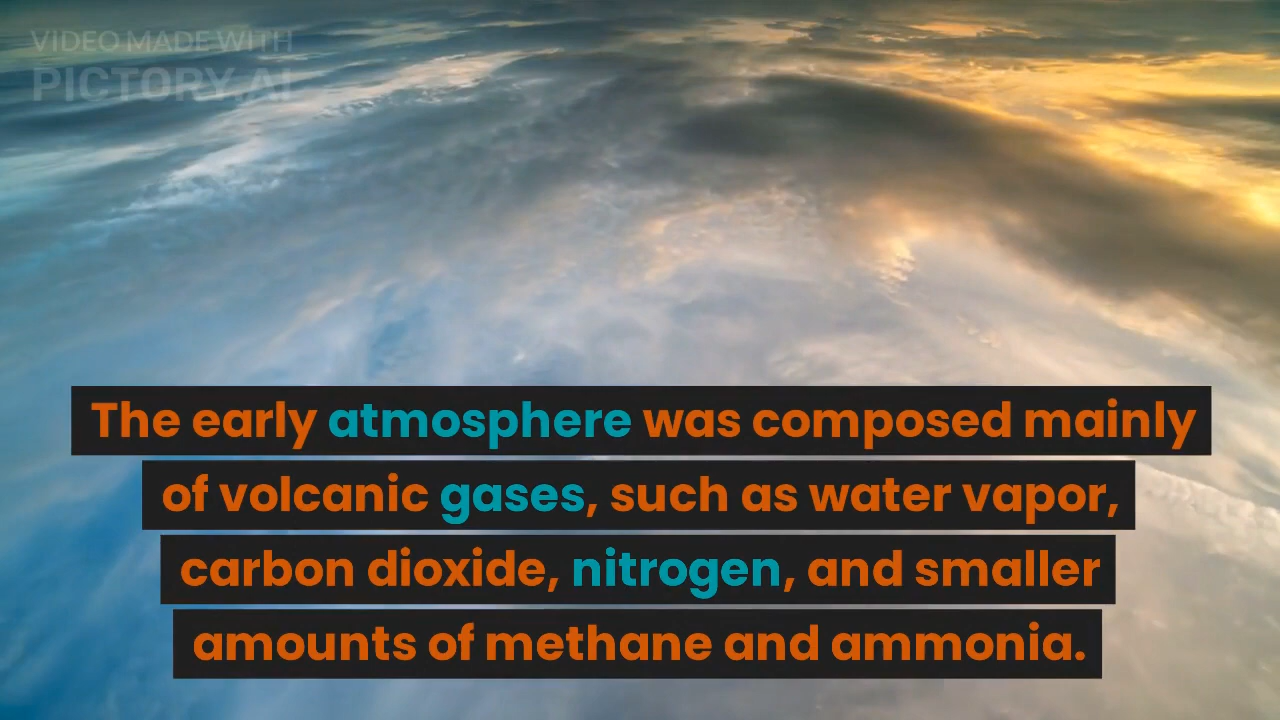 VIDEO MADE WITH
PICTORY.AI
The early atmosphere was composed mainly
of volcanic gases, such as water vapor,
carbon dioxide, nitrogen, and smaller
amounts of methane and ammonia.